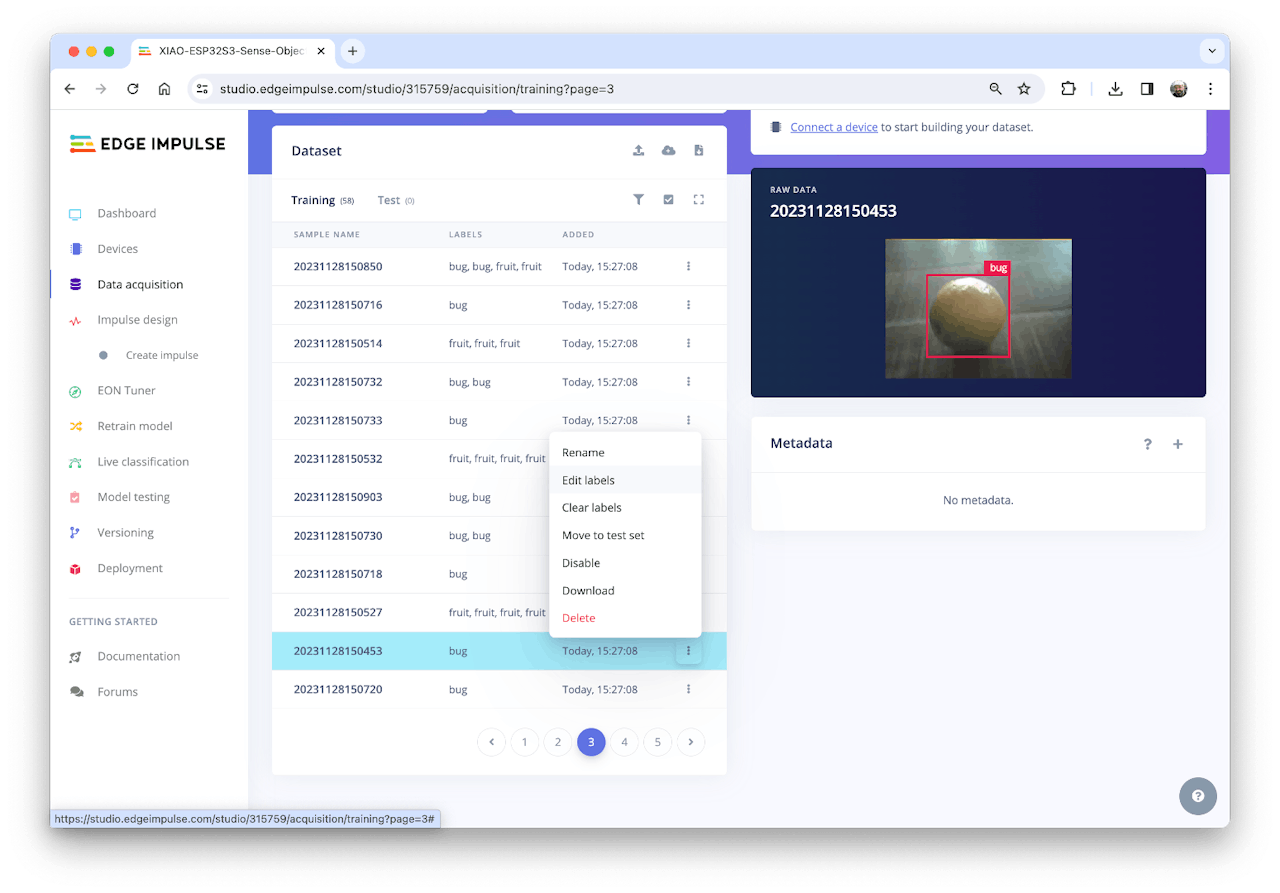 XIAO-ESP32S3-Sense-Objec
studio.edgeimpulse.com/studio/315759/acquisition/training?page=3
EDGE IMPULSE
Dashboard
Devices
Data acquisition
Impulse design
Create impulse
EON Tuner
Retrain model
Live classification
Model testing
Versioning
Deployment
GETTING STARTED
Documentation
Forums
Dataset
Training (58) Test (0)
SAMPLE NAME LABELS ADDED
20231128150850 bug, bug, fruit, fruit Today, 15:27:08
20231128150716 bug Today, 15:27:08
20231128150514 fruit, fruit, fruit Today, 15:27:08
20231128150732 bug, bug Today, 15:27:08
20231128150733 bug Today, 15:27:08
20231128150532 fruit, fruit, fruit, fruit
20231128150903 bug, bug
20231128150730 bug, bug
20231128150718 bug
20231128150527 fruit, fruit, fruit, fruit
20231128150453 bug Today, 15:27:08
20231128150720 bug Today, 15:27:08
Rename
Edit labels
Clear labels
Move to test set
Disable
Download
Delete
1 2 3 4 5
Connect a device to start building your dataset.
RAW DATA
20231128150453
bug
Metadata ? +
No metadata.
?
https://studio.edgeimpulse.com/studio/315759/acquisition/training?page=3#